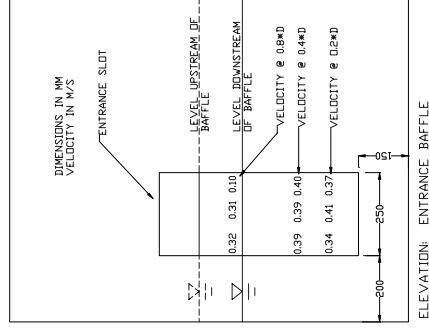 DIMENSIONS IN MM
VELOCITY IN M/S
ENTRANCE SLOT
LEVEL UPSTREAM OF
BAFFLE
LEVEL DOWNSTREAM
OF BAFFLE
VELOCITY @ 0.8*D
VELOCITY @ 0.4*D
VELOCITY @ 0.2*D
0.32 0.31 0.10
0.39 0.39 0.40
0.34 0.41 0.37
150
250
200
ELEVATION: ENTRANCE BAFFLE